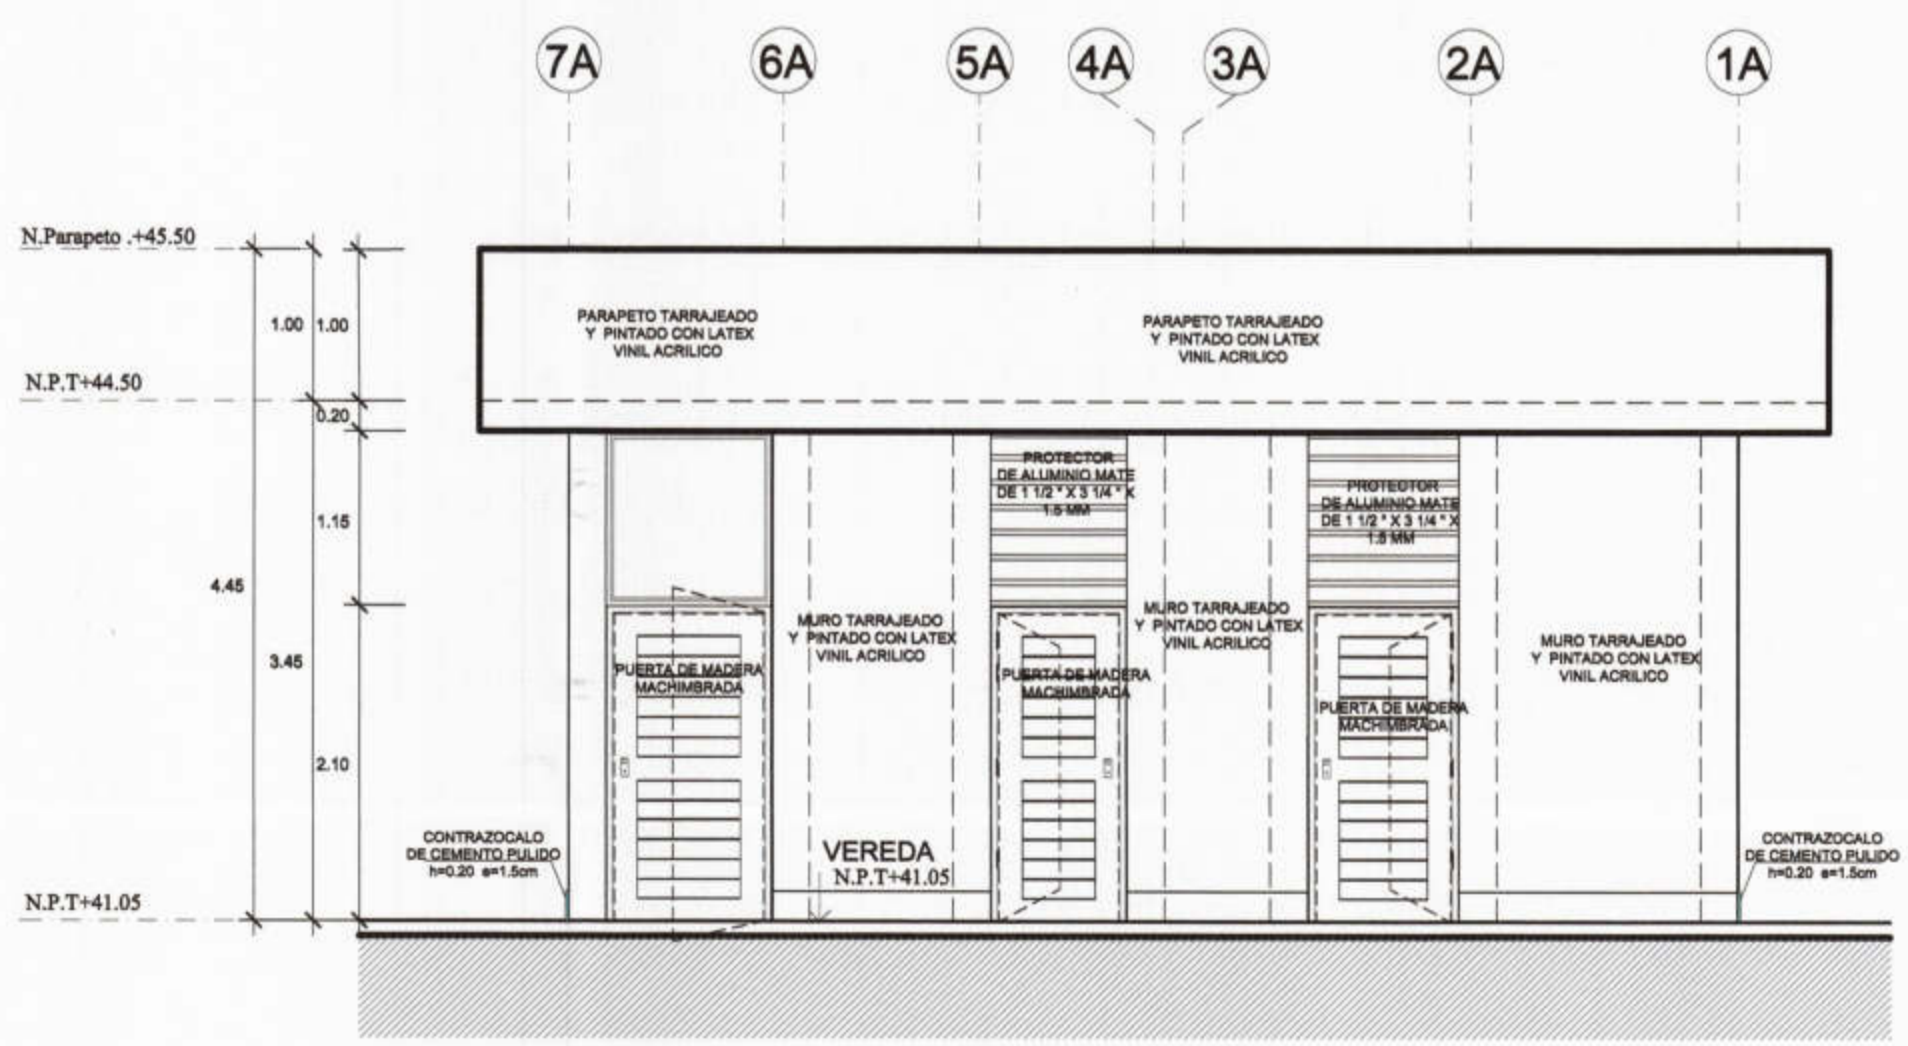 7A 6A 5A 4A 3A 2A 1A
N.Parapeto .+45.50
1.00 1.00
PARAPETO TARRAJEADO
Y PINTADO CON LATEX
VINIL ACRILICO
PARAPETO TARRAJEADO
Y PINTADO CON LATEX
VINIL ACRILICO
N.P.T+44.50
0.20
1.15
4.45
3.45
2.10
PROTECTOR
DE ALUMINIO MATE
DE 1 1/2 " X 3 1/4 " X
1.5 MM
PROTECTOR
DE ALUMINIO MATE
DE 1 1/2 " X 3 1/4 " X
1.5 MM
MURO TARRAJEADO
Y PINTADO CON LATEX
VINIL ACRILICO
MURO TARRAJEADO
Y PINTADO CON LATEX
VINIL ACRILICO
MURO TARRAJEADO
Y PINTADO CON LATEX
VINIL ACRILICO
PUERTA DE MADERA
MACHIMBRADA
PUERTA DE MADERA
MACHIMBRADA
PUERTA DE MADERA
MACHIMBRADA
CONTRAZOCALO
DE CEMENTO PULIDO
h=0.20 e=1.5cm
VEREDA
N.P.T+41.05
CONTRAZOCALO
DE CEMENTO PULIDO
h=0.20 e=1.5cm
N.P.T+41.05